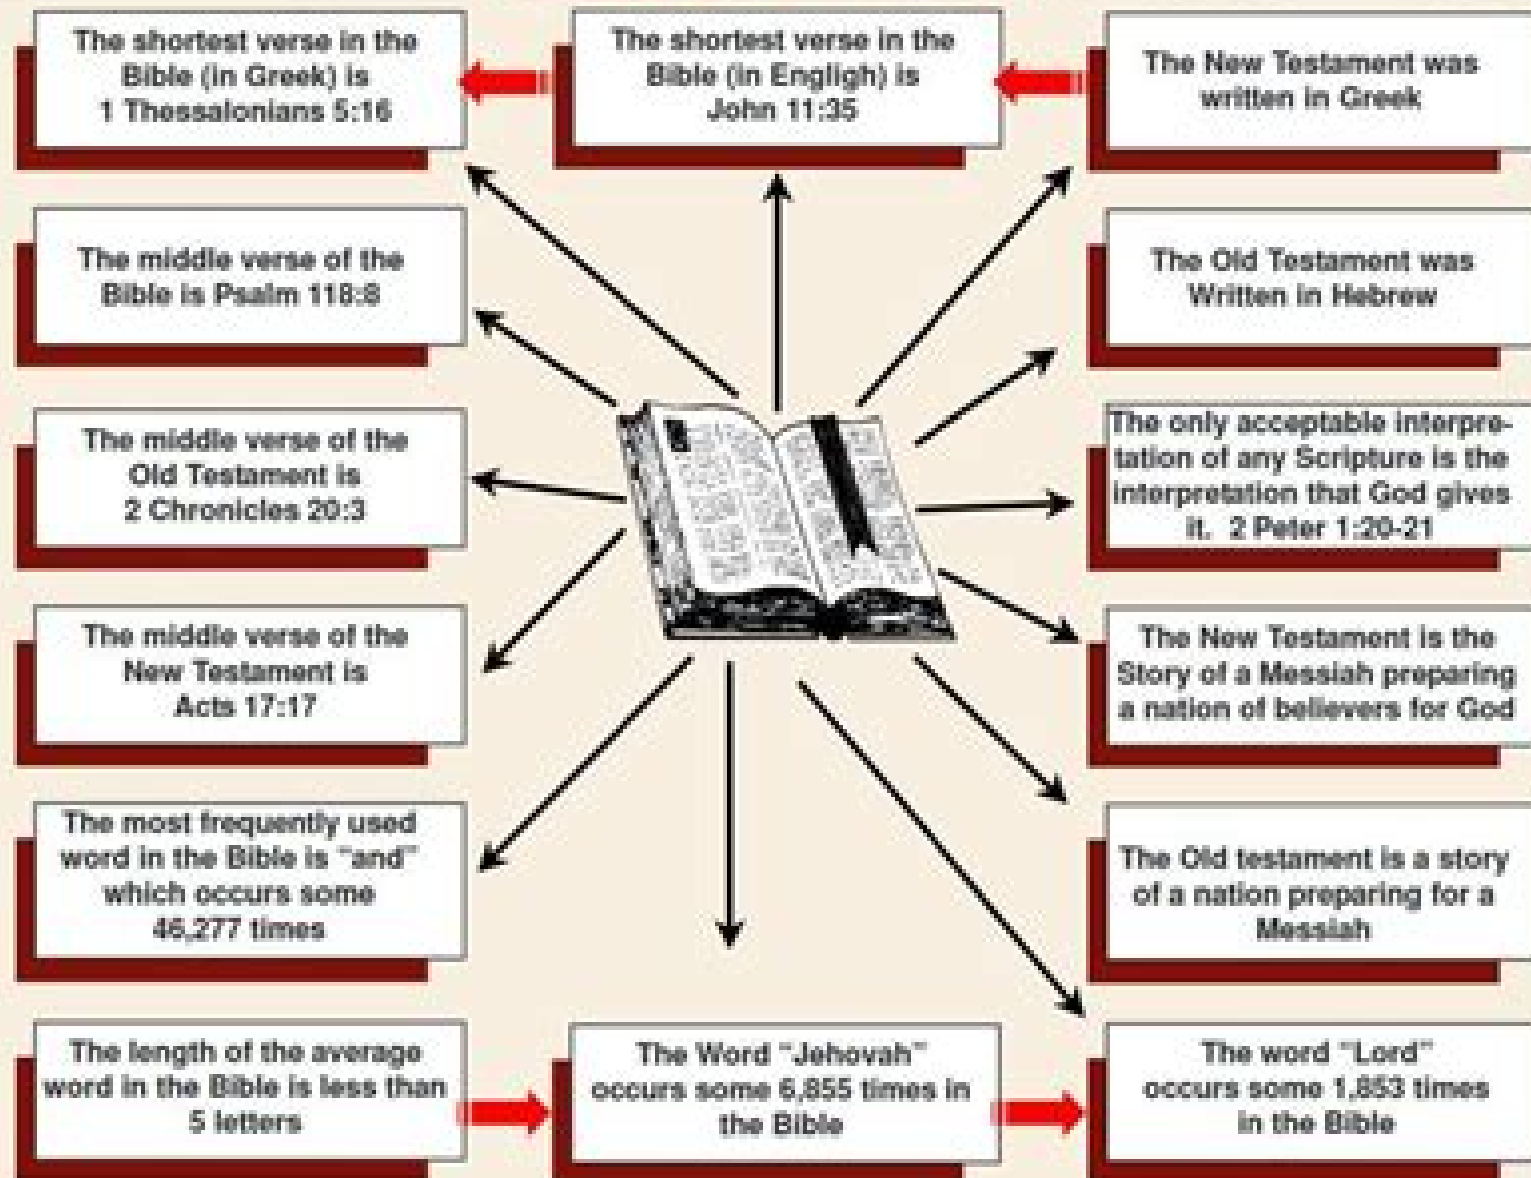 The shortest verse in the
Bible (in Greek) is
1 Thessalonians 5:16
The shortest verse in the
Bible (in Engligh) is
John 11:35
The New Testament was
written in Greek
The middle verse of the
Bible is Psalm 118:8
The Old Testament was
Written in Hebrew
The middle verse of the
Old Testament is
2 Chronicles 20:3
The only acceptable interpre-
tation of any Scripture is the
interpretation that God gives
it. 2 Peter 1:20-21
The middle verse of the
New Testament is
Acts 17:17
The New Testament is the
Story of a Messiah preparing
a nation of believers for God
The most frequently used
word in the Bible is "and"
which occurs some
46,277 times
The Old testament is a story
of a nation preparing for a
Messiah
The length of the average
word in the Bible is less than
5 letters
The Word "Jehovah"
occurs some 6,855 times in
the Bible
The word "Lord"
occurs some 1,853 times
in the Bible